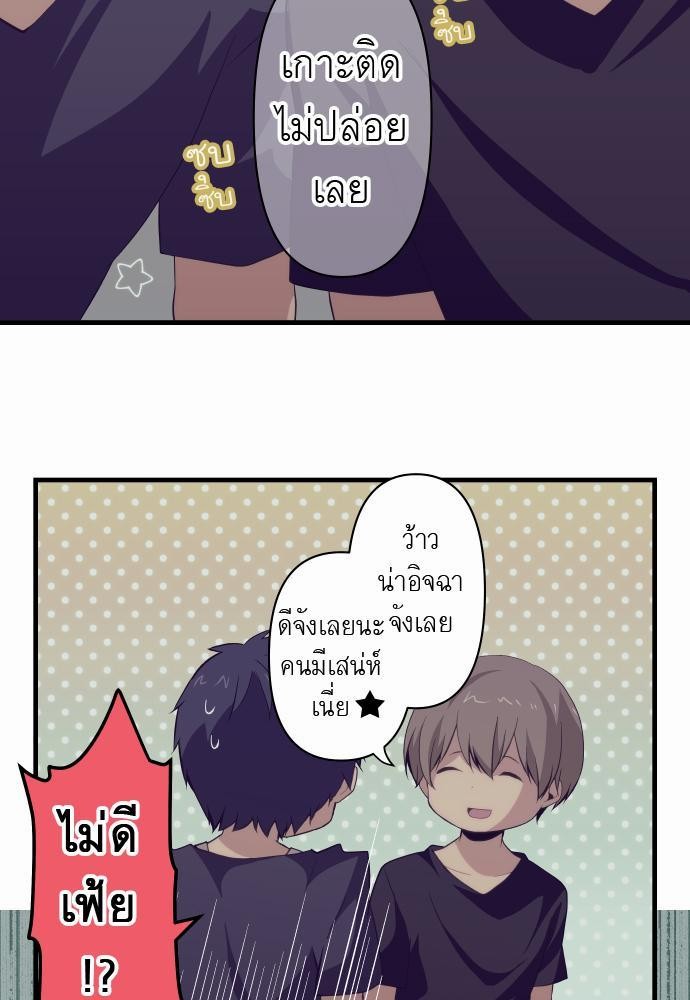 ซุบ
ซิบ
เกาะติด
ไม่ปล่อย
เลย
ซุบ
ซิบ
ว้าว
น่าอิจฉา
จังเลย
ดีจังเลยนะ
คนมีเสน่ห์
เนี่ย ★
ไม่ดี
เฟ้ย
!?